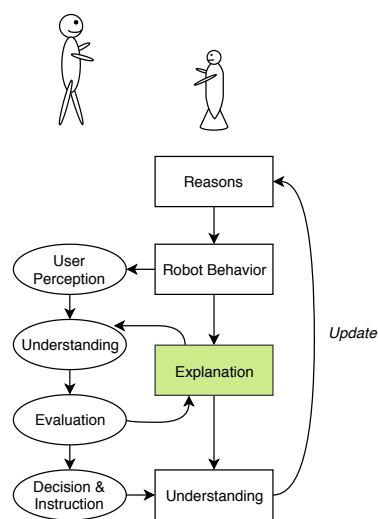 Reasons
User
Perception
Robot Behavior
Understanding
Update
Explanation
Evaluation
Decision &
Instruction
Understanding